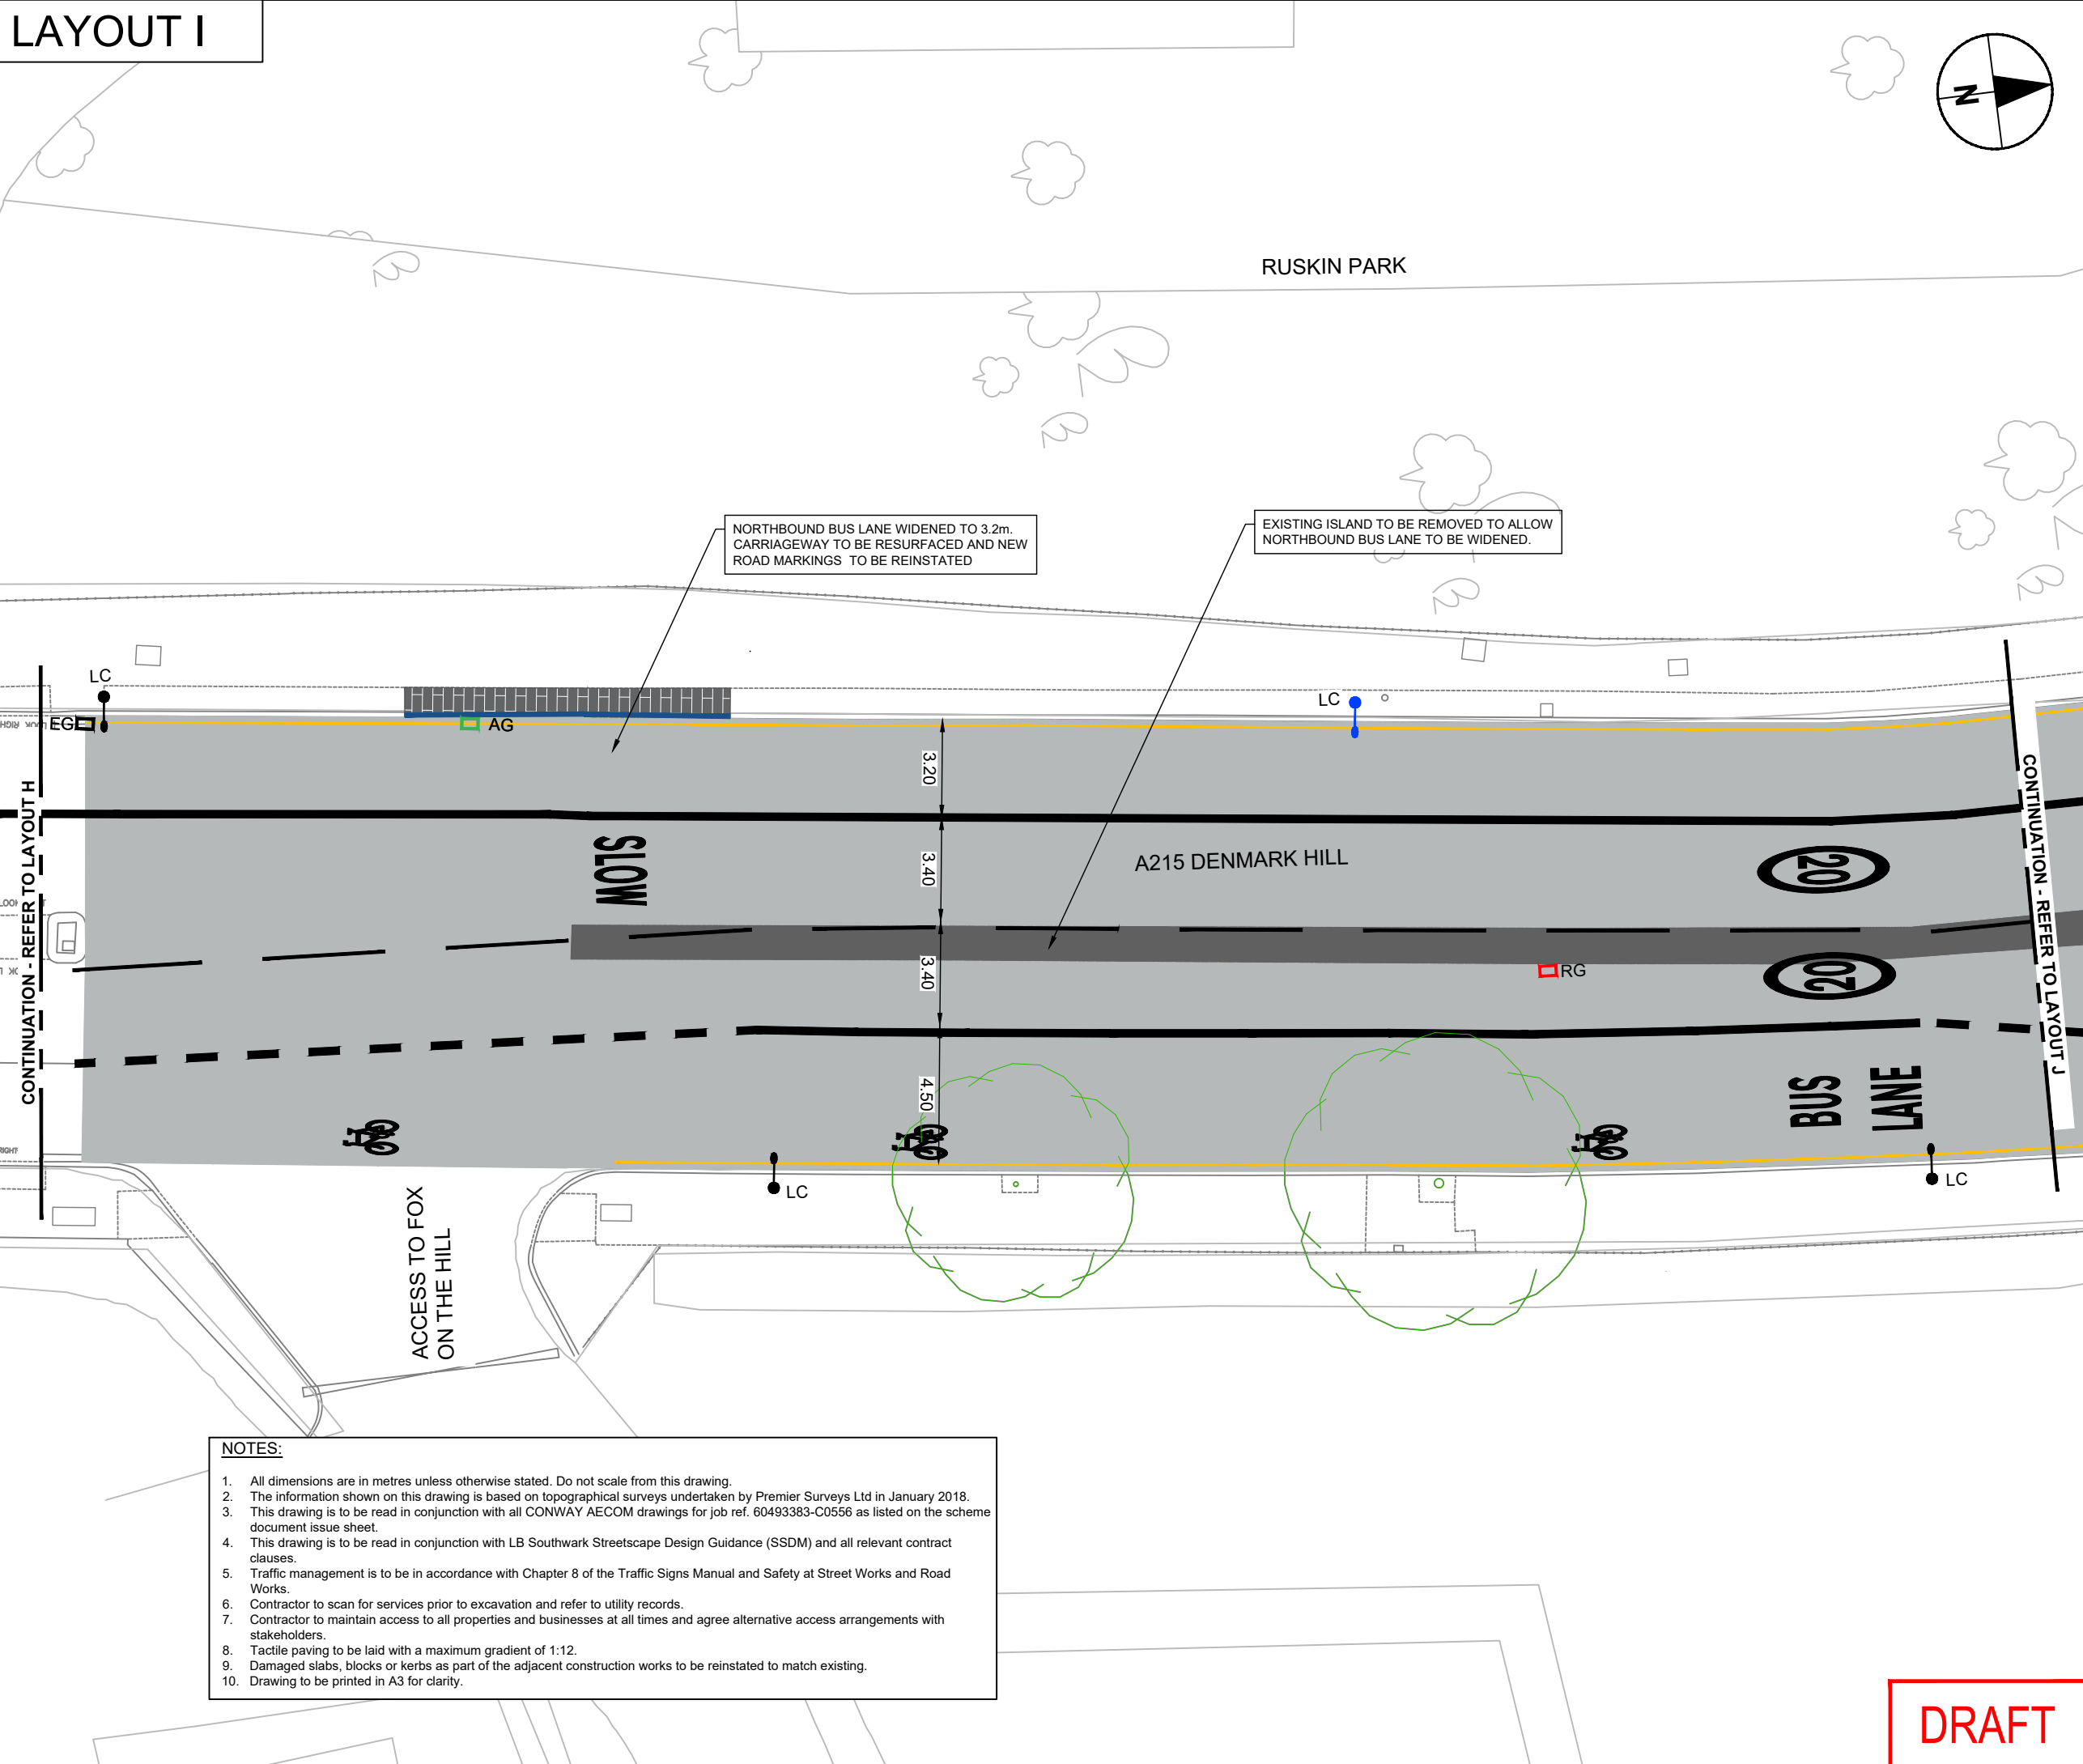 LAYOUT I
N
RUSKIN PARK
NORTHBOUND BUS LANE WIDENED TO 3.2m.
CARRIAGEWAY TO BE RESURFACED AND NEW
ROAD MARKINGS TO BE REINSTATED
EXISTING ISLAND TO BE REMOVED TO ALLOW
NORTHBOUND BUS LANE TO BE WIDENED.
LC
LC
EG
LOOK RIGHT
AG
CONTINUATION - REFER TO LAYOUT H
3.20
3.40
3.40
4.50
SLOW
A215 DENMARK HILL
20
20
RG
CONTINUATION - REFER TO LAYOUT J
BUS
LANE
LC
LC
ACCESS TO FOX
ON THE HILL
NOTES:
1. All dimensions are in metres unless otherwise stated. Do not scale from this drawing.
2. The information shown on this drawing is based on topographical surveys undertaken by Premier Surveys Ltd in January 2018.
3. This drawing is to be read in conjunction with all CONWAY AECOM drawings for job ref. 60493383-C0556 as listed on the scheme
document issue sheet.
4. This drawing is to be read in conjunction with LB Southwark Streetscape Design Guidance (SSDM) and all relevant contract
clauses.
5. Traffic management is to be in accordance with Chapter 8 of the Traffic Signs Manual and Safety at Street Works and Road
Works.
6. Contractor to scan for services prior to excavation and refer to utility records.
7. Contractor to maintain access to all properties and businesses at all times and agree alternative access arrangements with
stakeholders.
8. Tactile paving to be laid with a maximum gradient of 1:12.
9. Damaged slabs, blocks or kerbs as part of the adjacent construction works to be reinstated to match existing.
10. Drawing to be printed in A3 for clarity.
DRAFT